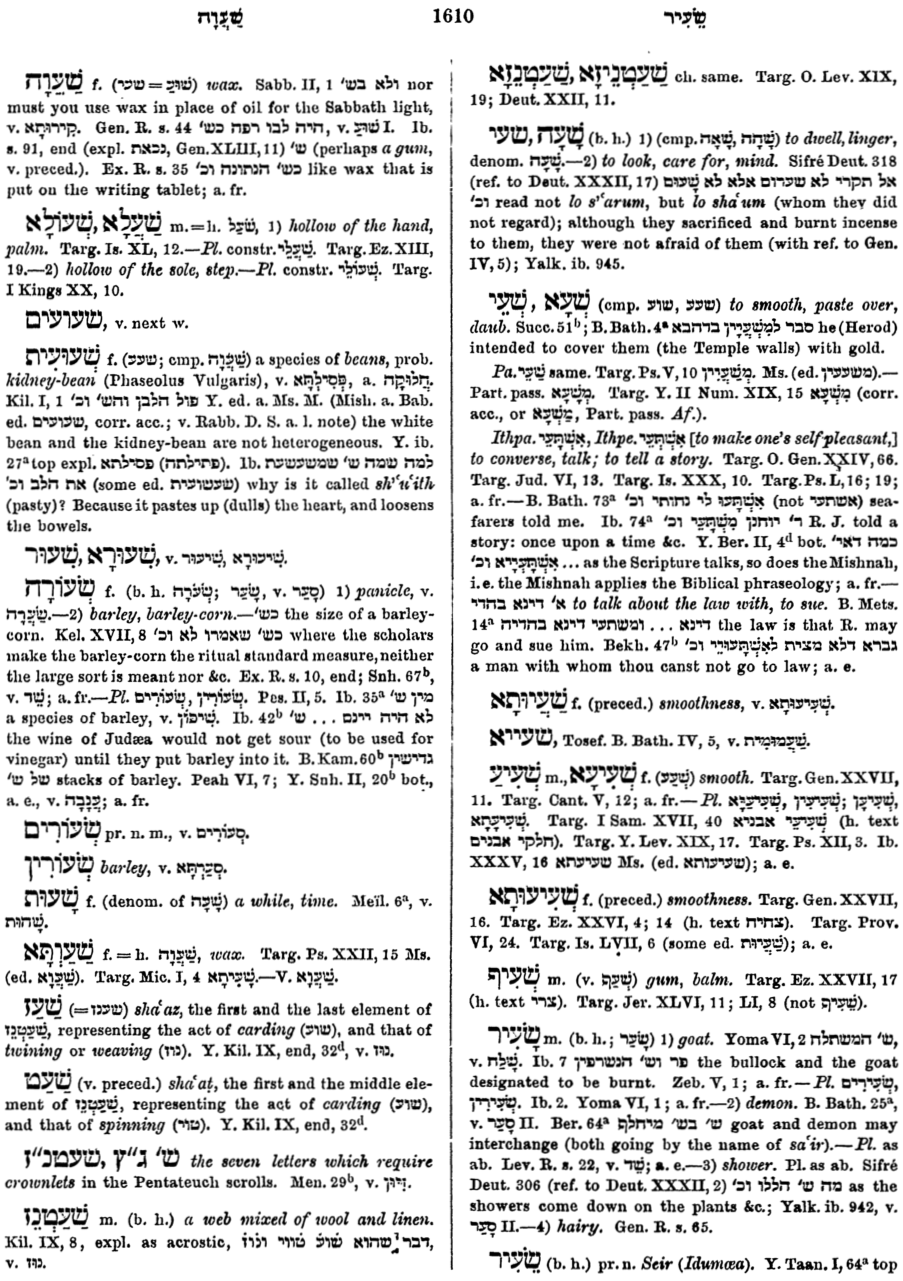 שַׁעֲוָה 1610 שֵׂעִיר
שַׁעֲוָה f. (שׁוּעַ = שעי) wax. Sabb. II, 1 ולא בש׳ nor
must you use wax in place of oil for the Sabbath light,
v. קִירוּתָא. Gen. R. s. 44 היה לבו רפה כש׳, v. שׁוּעַ I. Ib.
s. 91, end (expl. נכאת, Gen. XLIII, 11) ש׳ (perhaps a gum,
v. preced.). Ex. R. s. 35 כש׳ הנתונה וכ׳ like wax that is
put on the writing tablet; a. fr.
שַׁעֲלָא, שְׁעוֹלָא m.=h. שֹׁעַל, 1) hollow of the hand,
palm. Targ. Is. XL, 12.—Pl. constr. שַׁעֲלֵי. Targ. Ez. XIII,
19.—2) hollow of the sole, step.—Pl. constr. שְׁעוֹלֵי. Targ.
I Kings XX, 10.
שעועים, v. next w.
שְׁעוּעִית f. (שעע; cmp. שַׁעֲוָה) a species of beans, prob.
kidney-bean (Phaseolus Vulgaris), v. פְּסִילְתָּא, a. חֲלוּקָה.
Kil. I, 1 פול הלבן והש׳ וכ׳ Y. ed. a. Ms. M. (Mish. a. Bab.
ed. שעועים, corr. acc.; v. Rabb. D. S. a. l. note) the white
bean and the kidney-bean are not heterogeneous. Y. ib.
27ᵃ top expl. פסילתא (פתילתה). Ib. למה שמה ש׳ שמשעשעת
את הלב וכ׳ (some ed. שעשועית) why is it called shʿuʿith
(pasty)? Because it pastes up (dulls) the heart, and loosens
the bowels.
שְׁעוּרָא, שְׁעוּר, v. שִׁיעוּרָא, שִׁיעוּר.
שְׂעוֹרָה f. (b. h. שְׂעֹרָה; שָׂעַר, v. סָעַר) 1) panicle, v.
שַׂעֲרָה.—2) barley, barley-corn.—כש׳ the size of a barley-
corn. Kel. XVII, 8 כש׳ שאמרו לא וכ׳ where the scholars
make the barley-corn the ritual standard measure, neither
the large sort is meant nor &c. Ex. R. s. 10, end; Snh. 67ᵇ,
v. שֵׁד; a. fr.—Pl. שְׂעוֹרִים, שְׂעוֹרִין. Pes. II, 5. Ib. 35ᵃ מין ש׳
a species of barley, v. שִׁיפוֹן. Ib. 42ᵇ לא היה יינם ... ש׳
the wine of Judæa would not get sour (to be used for
vinegar) until they put barley into it. B. Kam. 60ᵇ גדישין
של ש׳ stacks of barley. Peah VI, 7; Y. Snh. II, 20ᵇ bot.,
a. e., v. עֲנָבָה; a. fr.
שְׂעוֹרִים pr. n. m., v. סְעוֹרִים.
שְׂעוֹרִין barley, v. סְעַרְתָּא.
שָׁעוּת f. (denom. of שָׁעָה) a while, time. Meïl. 6ᵃ, v.
שָׁהוּת.
שַׁעֲוְתָּא f. = h. שַׁעֲוָה, wax. Targ. Ps. XXII, 15 Ms.
(ed. שַׁעֲוָא). Targ. Mic. I, 4 שָׁעֲיתָא.—V. שַׁעֲוָא.
שַׁעַז (= שענז) shaʿaz, the first and the last element of
שַׁעַטְנֵז, representing the act of carding (שוע), and that of
twining or weaving (נוז). Y. Kil. IX, end, 32ᵈ, v. נוז.
שַׁעַט (v. preced.) shaʿaṭ, the first and the middle ele-
ment of שַׁעַטְנֵז, representing the act of carding (שוע),
and that of spinning (טוי). Y. Kil. IX, end, 32ᵈ.
שעטנ״ז, ש׳ ג״ץ the seven letters which require
crownlets in the Pentateuch scrolls. Men. 29ᵇ, v. זִיוּן.
שַׁעַטְנֵז m. (b. h.) a web mixed of wool and linen.
Kil. IX, 8, expl. as acrostic, דבר שהוא שוע טווי ונוז,
v. נוז.
שַׁעַטְנֵיזָא, שַׁעַטְנֵזָא ch. same. Targ. O. Lev. XIX,
19; Deut. XXII, 11.
שָׁעָה, שעי (b. h.) 1) (cmp. שָׁהָה, שָׁאָה) to dwell, linger,
denom. שָׁעָה.—2) to look, care for, mind. Sifré Deut. 318
(ref. to Deut. XXXII, 17) אל תקרי לא שערום אלא לא שָׁעוּם
וכ׳ read not lo sʿarum, but lo shaʿum (whom they did
not regard); although they sacrificed and burnt incense
to them, they were not afraid of them (with ref. to Gen.
IV, 5); Yalk. ib. 945.
שְׁעָא, שְׁעֵי (cmp. שעע, שוע) to smooth, paste over,
daub. Succ. 51ᵇ; B. Bath. 4ᵃ סבר למִשְׁעֲיִין בדהבא he (Herod)
intended to cover them (the Temple walls) with gold.
Pa. שַׁעֵי same. Targ. Ps. V, 10 מְשַׁעֲיִין Ms. (ed. משעעין).—
Part. pass. מְשָׁעָא. Targ. Y. II Num. XIX, 15 מְשָׁעָא (corr.
acc., or מַשְׁעָא, Part. pass. Af.).
Ithpa. אִשְׁתָּעֵי, Ithpe. אִשְׁתְּעֵי [to make one's self pleasant,]
to converse, talk; to tell a story. Targ. O. Gen. XXIV, 66.
Targ. Jud. VI, 13. Targ. Is. XXX, 10. Targ. Ps. L, 16; 19;
a. fr.—B. Bath. 73ᵃ אִשְׁתָּעוּ לי נחותי וכ׳ (not אשתעי) sea-
farers told me. Ib. 74ᵃ ר׳ יוחנן מִשְׁתָּעֵי וכ׳ R. J. told a
story: once upon a time &c. Y. Ber. II, 4ᵈ bot. כמה דאי׳
אִשְׁתָּעֲיָיא וכ׳ ... as the Scripture talks, so does the Mishnah,
i. e. the Mishnah applies the Biblical phraseology; a. fr.—
א׳ דינא בהדי to talk about the law with, to sue. B. Mets.
14ᵃ דינא ... ומשתעי דינא בהדיה the law is that R. may
go and sue him. Bekh. 47ᵇ גברא דלא מצית לאִשְׁתָּעוּיֵי וכ׳
a man with whom thou canst not go to law; a. e.
שַׁעֲיוּתָא f. (preced.) smoothness, v. שְׁעִיעוּתָא.
שעייא, Tosef. B. Bath. IV, 5, v. שַׁעֲמוּמִית.
שְׁעִיעַ m., שְׁעִיעָא f. (שְׁעַע) smooth. Targ. Gen. XXVII,
11. Targ. Cant. V, 12; a. fr.—Pl. שְׁעִיעִין, שְׁעִיעַיָּא; שְׁעִיעָן,
שְׁעִיעָתָא. Targ. I Sam. XVII, 40 שְׁעִיעֵי אבניא (h. text
חלקי אבנים). Targ. Y. Lev. XIX, 17. Targ. Ps. XII, 3. Ib.
XXXV, 16 שעיעתא Ms. (ed. שעיעותא); a. e.
שְׁעִיעוּתָא f. (preced.) smoothness. Targ. Gen. XXVII,
16. Targ. Ez. XXVI, 4; 14 (h. text צחיח). Targ. Prov.
VI, 24. Targ. Is. LVII, 6 (some ed. שַׁעֲיוּת); a. e.
שְׂעִיף m. (v. שְׂעַף) gum, balm. Targ. Ez. XXVII, 17
(h. text צרי). Targ. Jer. XLVI, 11; LI, 8 (not שָׁעֵיף).
שָׂעִיר m. (b. h.; שָׂעַר) 1) goat. Yoma VI, 2 ש׳ המשתלח,
v. שָׁלַח. Ib. 7 פר וש׳ הנשרפין the bullock and the goat
designated to be burnt. Zeb. V, 1; a. fr.—Pl. שְׂעִירִים,
שְׂעִירִין. Ib. 2. Yoma VI, 1; a. fr.—2) demon. B. Bath. 25ᵃ,
v. סָעַר II. Ber. 64ᵃ ש׳ בש׳ מיחלף goat and demon may
interchange (both going by the name of saʿir).—Pl. as
ab. Lev. R. s. 22, v. שֵׁד; a. e.—3) shower. Pl. as ab. Sifré
Deut. 306 (ref. to Deut. XXXII, 2) מה ש׳ הללו וכ׳ as the
showers come down on the plants &c.; Yalk. ib. 942, v.
סָעַר II.—4) hairy. Gen. R. s. 65.
שֵׂעִיר (b. h.) pr. n. Seir (Idumœa). Y. Taan. I, 64ᵃ top